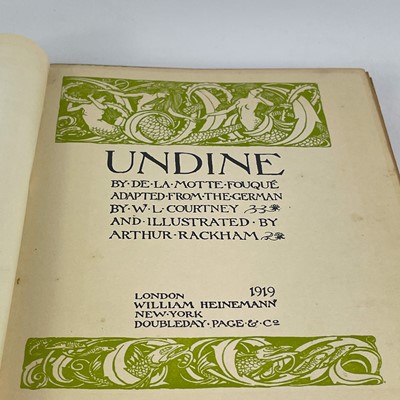 UNDINE
BY·DE·LA·MOTTE·FOUQUÉ
ADAPTED·FROM·THE·GERMAN
BY·W·L·COURTNEY
AND·ILLUSTRATED·BY
ARTHUR·RACKHAM
LONDON 1919
WILLIAM HEINEMANN
NEW·YORK
DOUBLEDAY·PAGE·&·Cº